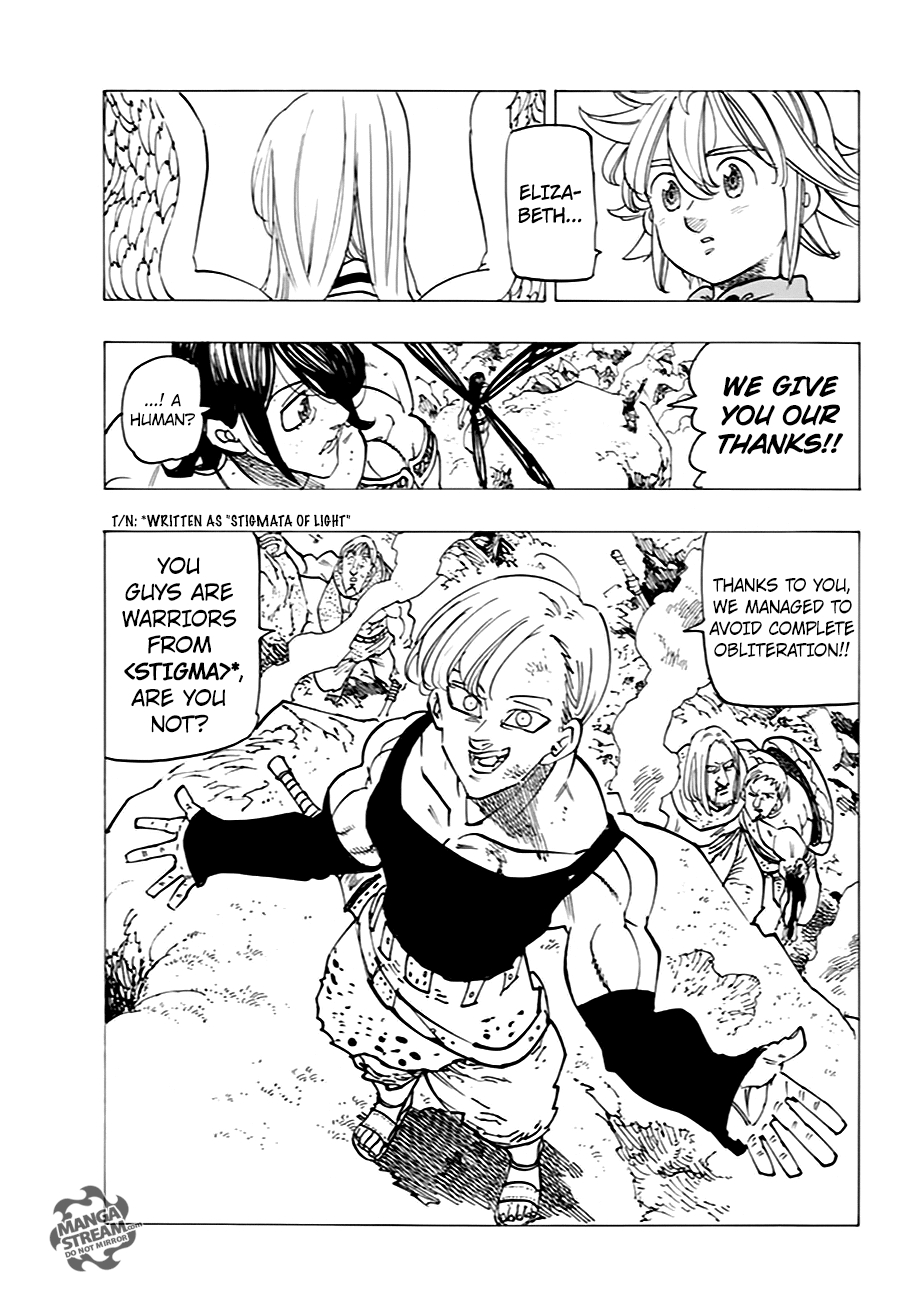 ELIZA-
BETH...
WE GIVE
YOU OUR
THANKS!!
...! A
HUMAN?
T/N: *WRITTEN AS "STIGMATA OF LIGHT"
THANKS TO YOU,
WE MANAGED TO
AVOID COMPLETE
OBLITERATION!!
YOU
GUYS ARE
WARRIORS
FROM
<STIGMA>*,
ARE YOU
NOT?
MANGA
STREAM.com
DO NOT MIRROR